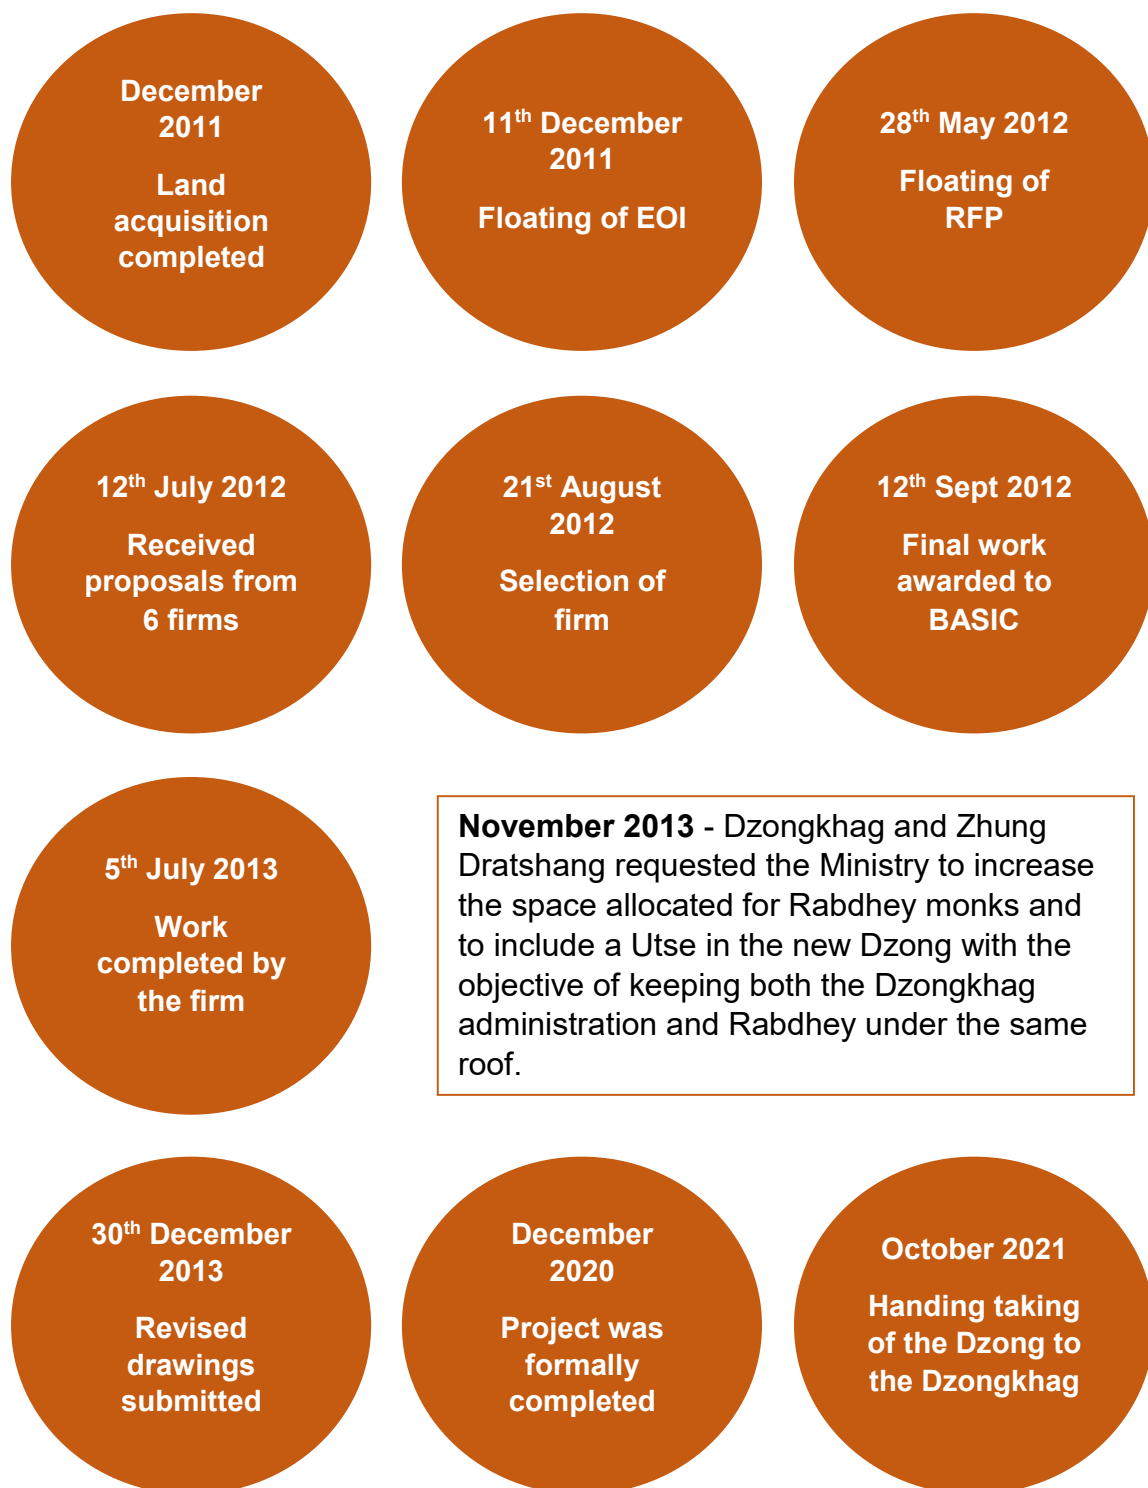 December
2011
Land
acquisition
completed
11th December
2011
Floating of EOI
28th May 2012
Floating of
RFP
12th July 2012
Received
proposals from
6 firms
21st August
2012
Selection of
firm
12th Sept 2012
Final work
awarded to
BASIC
5th July 2013
Work
completed by
the firm
November 2013 - Dzongkhag and Zhung
Dratshang requested the Ministry to increase
the space allocated for Rabdhey monks and
to include a Utse in the new Dzong with the
objective of keeping both the Dzongkhag
administration and Rabdhey under the same
roof.
30th December
2013
Revised
drawings
submitted
December
2020
Project was
formally
completed
October 2021
Handing taking
of the Dzong to
the Dzongkhag